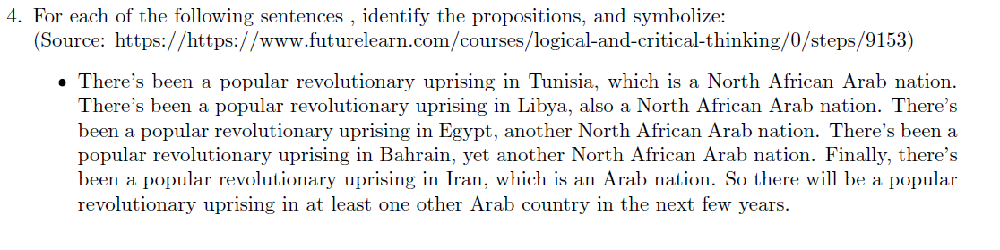 4. For each of the following sentences , identify the propositions, and symbolize:
(Source: https://https://www.futurelearn.com/courses/logical-and-critical-thinking/0/steps/9153)
• There's been a popular revolutionary uprising in Tunisia, which is a North African Arab nation.
There's been a popular revolutionary uprising in Libya, also a North African Arab nation. There's
been a popular revolutionary uprising in Egypt, another North African Arab nation. There's been a
popular revolutionary uprising in Bahrain, yet another North African Arab nation. Finally, there's
been a popular revolutionary uprising in Iran, which is an Arab nation. So there will be a popular
revolutionary uprising in at least one other Arab country in the next few years.